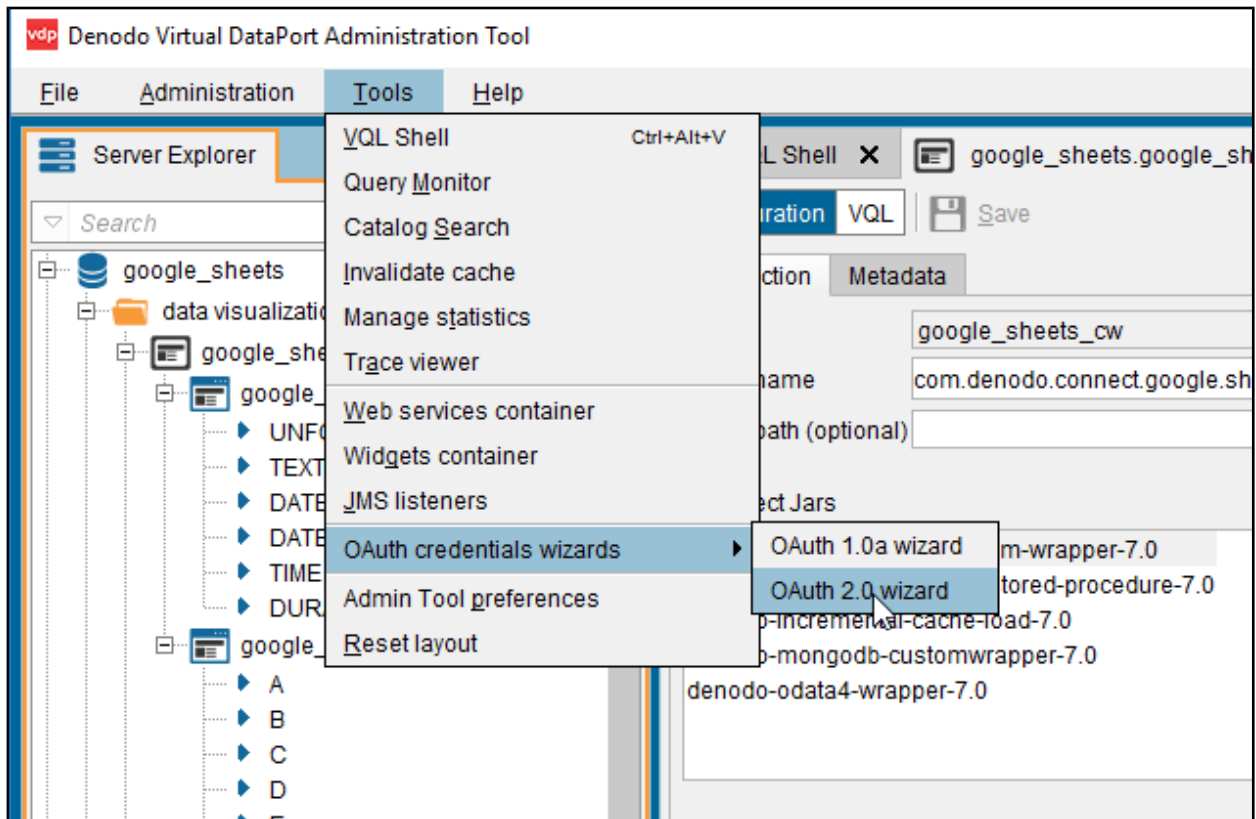 vdp Denodo Virtual DataPort Administration Tool
File Administration Tools Help
Server Explorer
Search
google_sheets
data visualizatio
google_she
google_
UNFO
TEXT
DATE
DATE
TIME
DURA
google_
A
B
C
D
VQL Shell Ctrl+Alt+V
Query Monitor
Catalog Search
Invalidate cache
Manage statistics
Trace viewer
Web services container
Widgets container
JMS listeners
OAuth credentials wizards
Admin Tool preferences
Reset layout
OAuth 1.0a wizard
OAuth 2.0 wizard
L Shell google_sheets.google_sh
uration VQL Save
ction Metadata
google_sheets_cw
ame com.denodo.connect.google.sh
path (optional)
ect Jars
m-wrapper-7.0
tored-procedure-7.0
o-incremental-cache-load-7.0
o-mongodb-customwrapper-7.0
denodo-odata4-wrapper-7.0